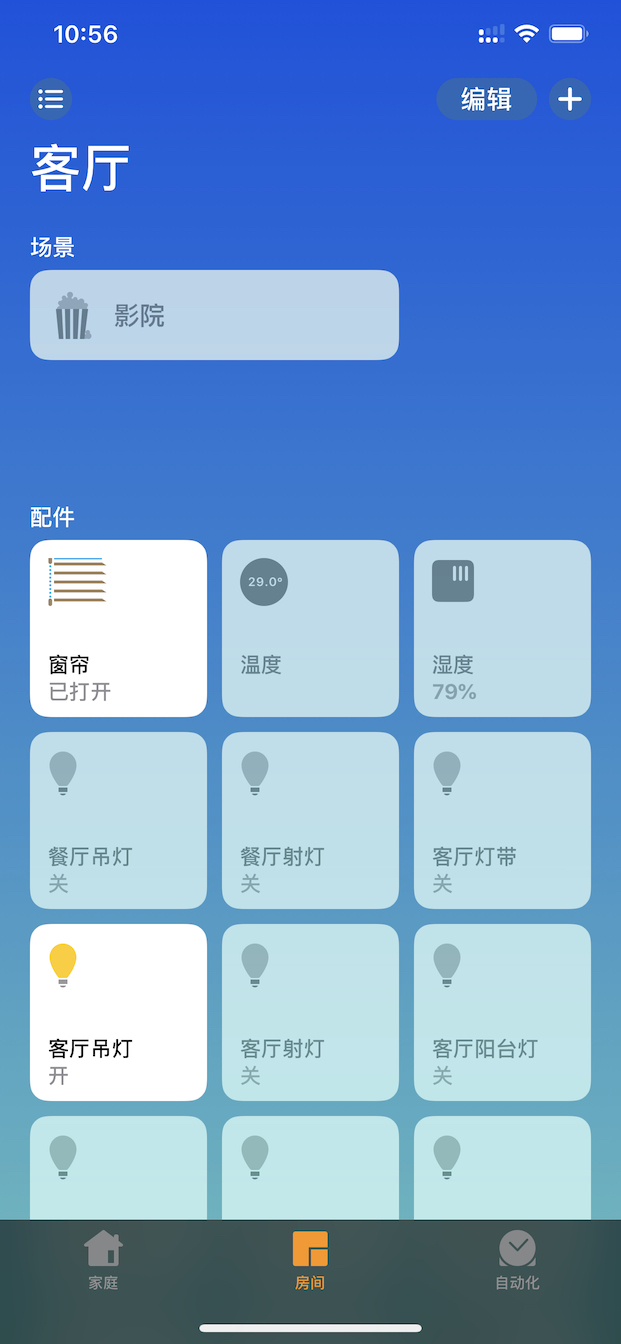 10:56
编辑
客厅
场景
影院
配件
窗帘
已打开
29.0°
温度
湿度
79%
餐厅吊灯
关
餐厅射灯
关
客厅灯带
关
客厅吊灯
开
客厅射灯
关
客厅阳台灯
关
家庭
房间
自动化